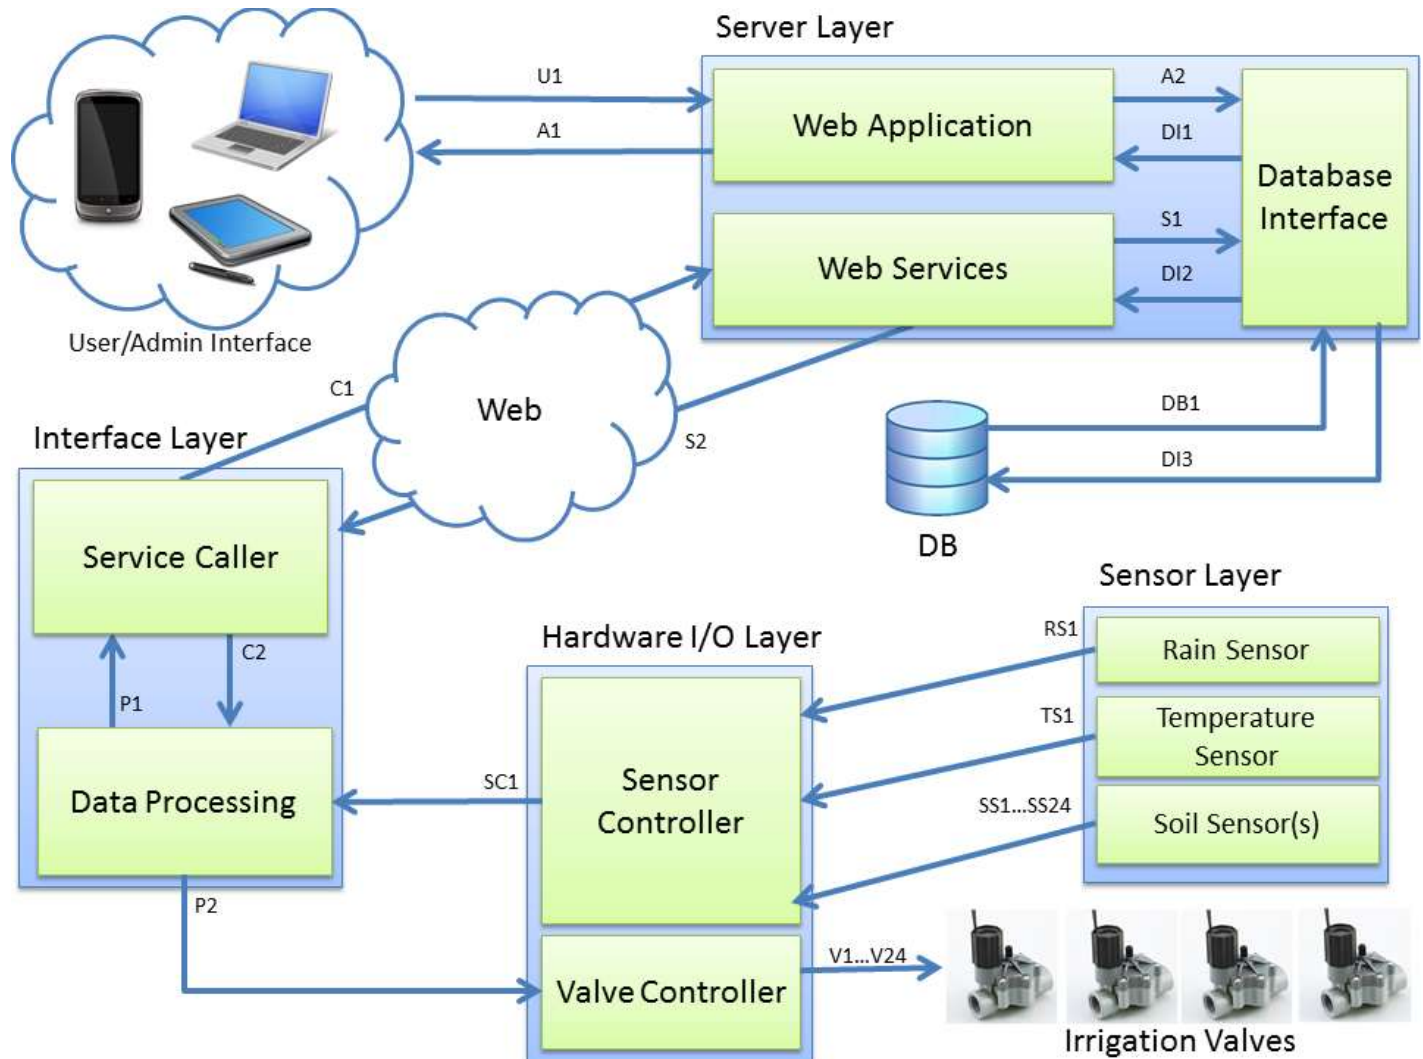 Server Layer
U1
A1
Web Application
A2
DI1
Database
Interface
Web Services
S1
DI2
User/Admin Interface
C1
Web
S2
DB1
DI3
DB
Interface Layer
Service Caller
C2
P1
Data Processing
P2
SC1
Hardware I/O Layer
Sensor
Controller
Valve Controller
RS1
TS1
SS1...SS24
V1...V24
Sensor Layer
Rain Sensor
Temperature
Sensor
Soil Sensor(s)
Irrigation Valves